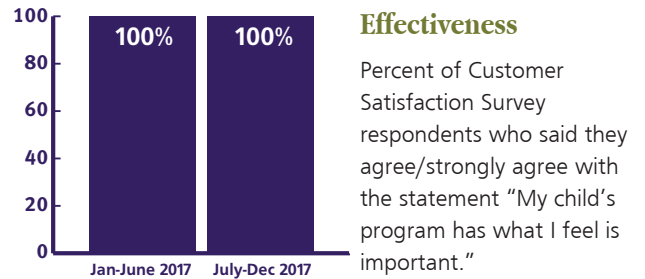 100
80
60
40
20
0
100%
100%
Jan-June 2017
July-Dec 2017
Effectiveness
Percent of Customer
Satisfaction Survey
respondents who said they
agree/strongly agree with
the statement “My child’s
program has what I feel is
important.”